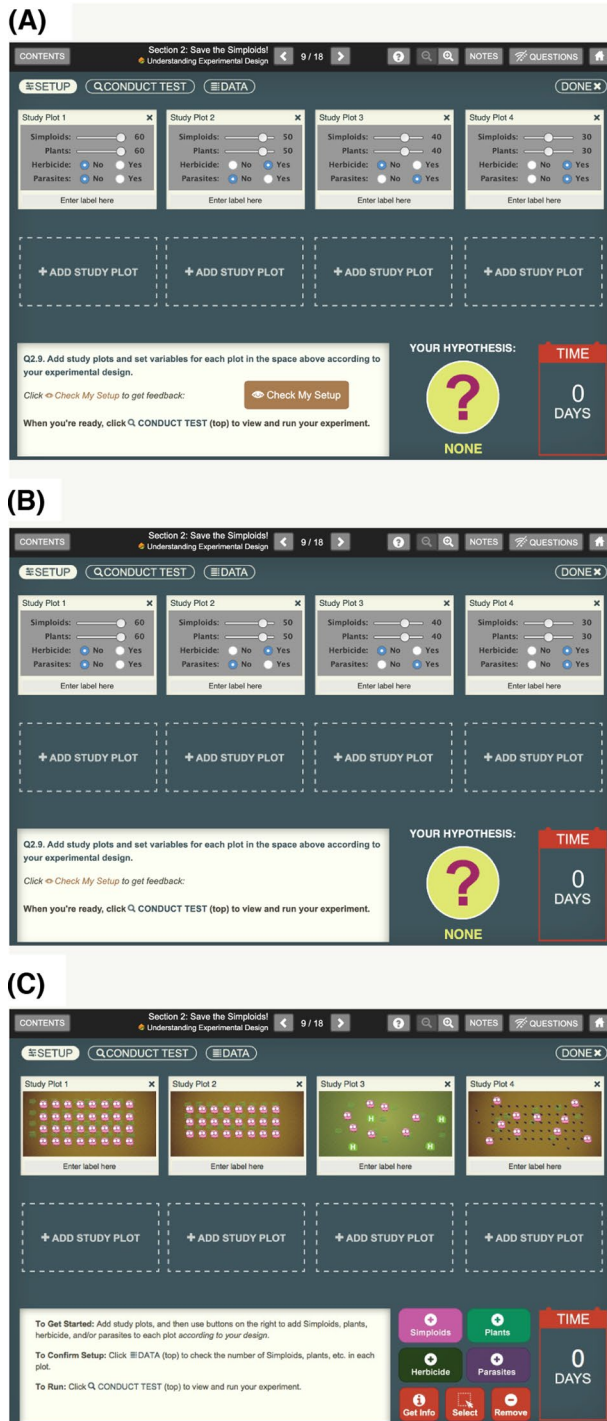 (A)
CONTENTS
Section 2: Save the Simploids!
Understanding Experimental Design
9 / 18
?
NOTES
QUESTIONS
SETUP
CONDUCT TEST
DATA
DONE ✖
Study Plot 1 ×
Simploids: 60
Plants: 60
Herbicide: No Yes
Parasites: No Yes
Enter label here
Study Plot 2 ×
Simploids: 50
Plants: 50
Herbicide: No Yes
Parasites: No Yes
Enter label here
Study Plot 3 ×
Simploids: 40
Plants: 40
Herbicide: No Yes
Parasites: No Yes
Enter label here
Study Plot 4 ×
Simploids: 30
Plants: 30
Herbicide: No Yes
Parasites: No Yes
Enter label here
+ ADD STUDY PLOT
+ ADD STUDY PLOT
+ ADD STUDY PLOT
+ ADD STUDY PLOT
Q2.9. Add study plots and set variables for each plot in the space above according to
your experimental design.
Click Check My Setup to get feedback:
Check My Setup
When you're ready, click CONDUCT TEST (top) to view and run your experiment.
YOUR HYPOTHESIS:
?
NONE
TIME
0
DAYS
(B)
CONTENTS
Section 2: Save the Simploids!
Understanding Experimental Design
9 / 18
?
NOTES
QUESTIONS
SETUP
CONDUCT TEST
DATA
DONE ✖
Study Plot 1 ×
Simploids: 60
Plants: 60
Herbicide: No Yes
Parasites: No Yes
Enter label here
Study Plot 2 ×
Simploids: 50
Plants: 50
Herbicide: No Yes
Parasites: No Yes
Enter label here
Study Plot 3 ×
Simploids: 40
Plants: 40
Herbicide: No Yes
Parasites: No Yes
Enter label here
Study Plot 4 ×
Simploids: 30
Plants: 30
Herbicide: No Yes
Parasites: No Yes
Enter label here
+ ADD STUDY PLOT
+ ADD STUDY PLOT
+ ADD STUDY PLOT
+ ADD STUDY PLOT
Q2.9. Add study plots and set variables for each plot in the space above according to
your experimental design.
Click Check My Setup to get feedback:
When you're ready, click CONDUCT TEST (top) to view and run your experiment.
YOUR HYPOTHESIS:
?
NONE
TIME
0
DAYS
(C)
CONTENTS
Section 2: Save the Simploids!
Understanding Experimental Design
9 / 18
?
NOTES
QUESTIONS
SETUP
CONDUCT TEST
DATA
DONE ✖
Study Plot 1 ×
Enter label here
Study Plot 2 ×
Enter label here
Study Plot 3 ×
H
H
H
Enter label here
Study Plot 4 ×
Enter label here
+ ADD STUDY PLOT
+ ADD STUDY PLOT
+ ADD STUDY PLOT
+ ADD STUDY PLOT
To Get Started: Add study plots, and then use buttons on the right to add Simploids, plants,
herbicide, and/or parasites to each plot according to your design.
To Confirm Setup: Click DATA (top) to check the number of Simploids, plants, etc. in each
plot.
To Run: Click CONDUCT TEST (top) to view and run your experiment.
Simploids
Plants
Herbicide
Parasites
Get Info
Select
Remove
TIME
0
DAYS